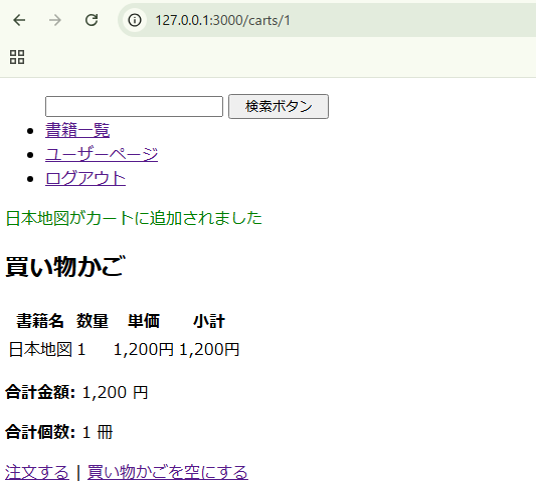 127.0.0.1:3000/carts/1
検索ボタン
書籍一覧
ユーザーページ
ログアウト
日本地図がカートに追加されました
買い物かご
書籍名 数量 単価 小計
日本地図 1 1,200円 1,200円
合計金額: 1,200 円
合計個数: 1 冊
注文する | 買い物かごを空にする